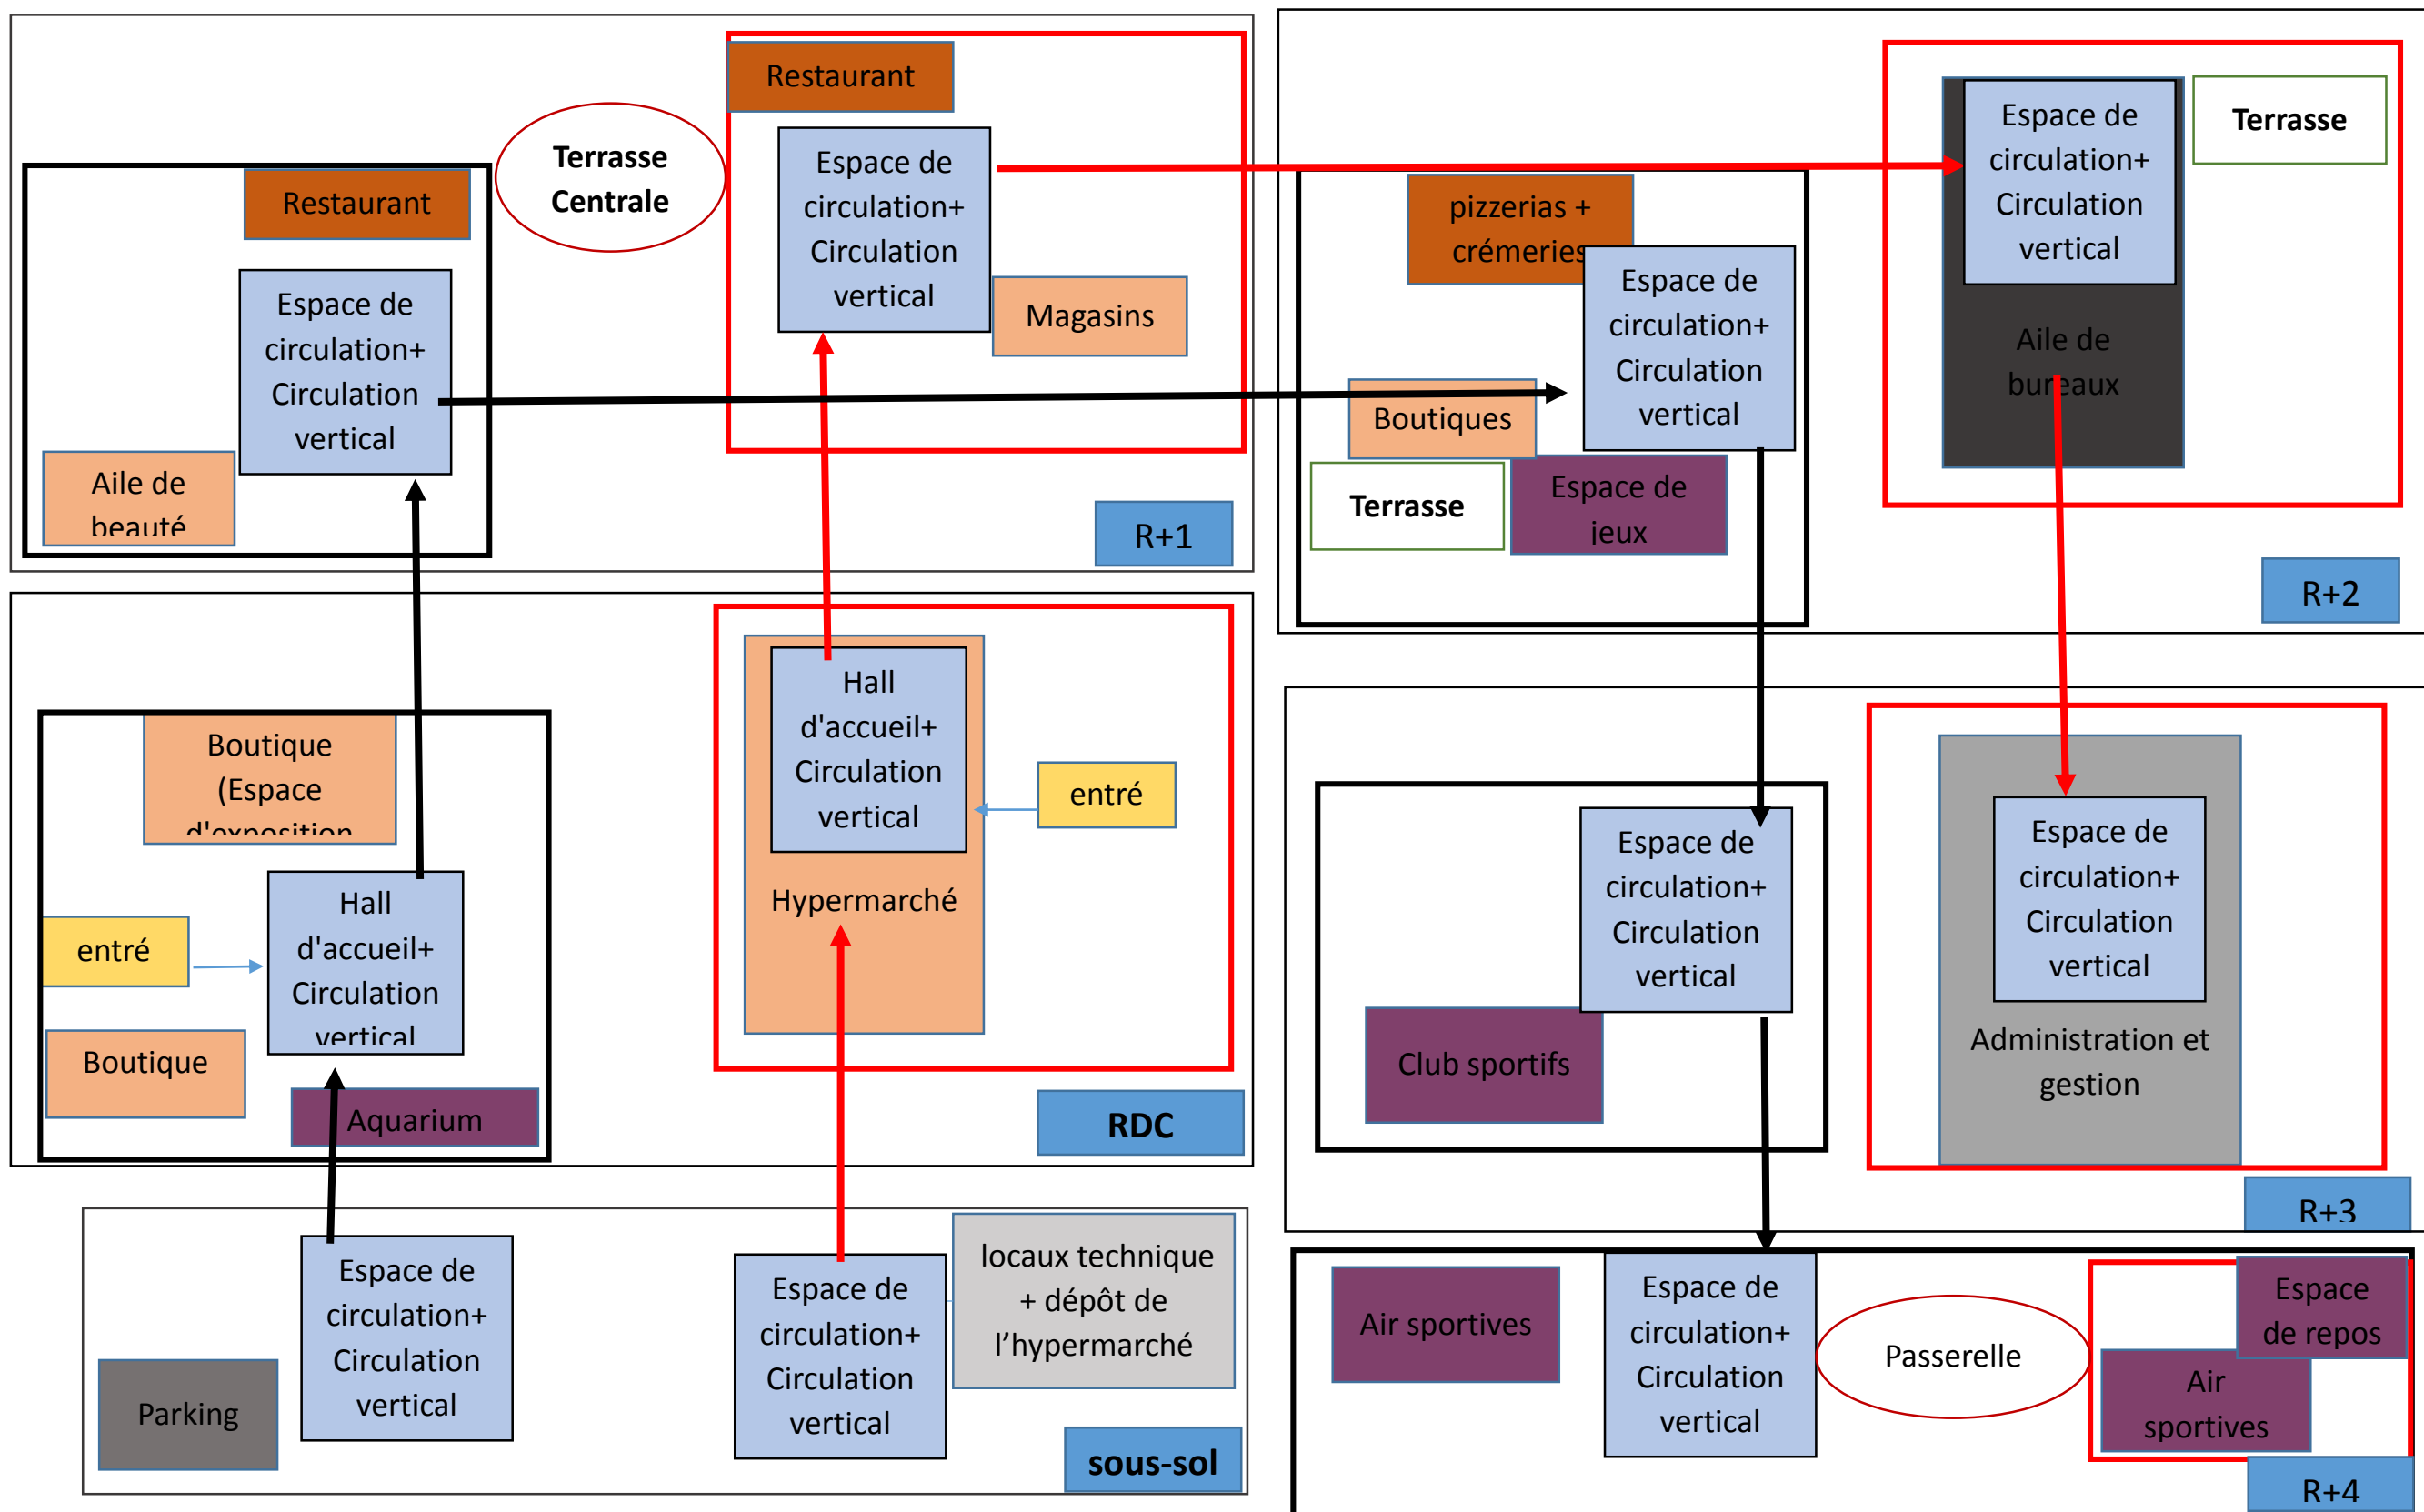 Restaurant
Terrasse
Centrale
Restaurant
Espace de
circulation+
Circulation
vertical
Magasins
Espace de
circulation+
Circulation
vertical
Aile de
beauté
R+1
Espace de
circulation+
Circulation
vertical
Terrasse
Aile de
bureaux
pizzerias +
crémeries
Espace de
circulation+
Circulation
vertical
Boutiques
Terrasse
Espace de
jeux
R+2
Boutique
(Espace
d'exposition
Hall
d'accueil+
Circulation
vertical
entré
Boutique
Aquarium
Hall
d'accueil+
Circulation
vertical
entré
Hypermarché
RDC
Espace de
circulation+
Circulation
vertical
Club sportifs
Espace de
circulation+
Circulation
vertical
Administration et
gestion
R+3
Parking
Espace de
circulation+
Circulation
vertical
Espace de
circulation+
Circulation
vertical
locaux technique
+ dépôt de
l’hypermarché
sous-sol
Air sportives
Espace de
circulation+
Circulation
vertical
Passerelle
Espace
de repos
Air
sportives
R+4